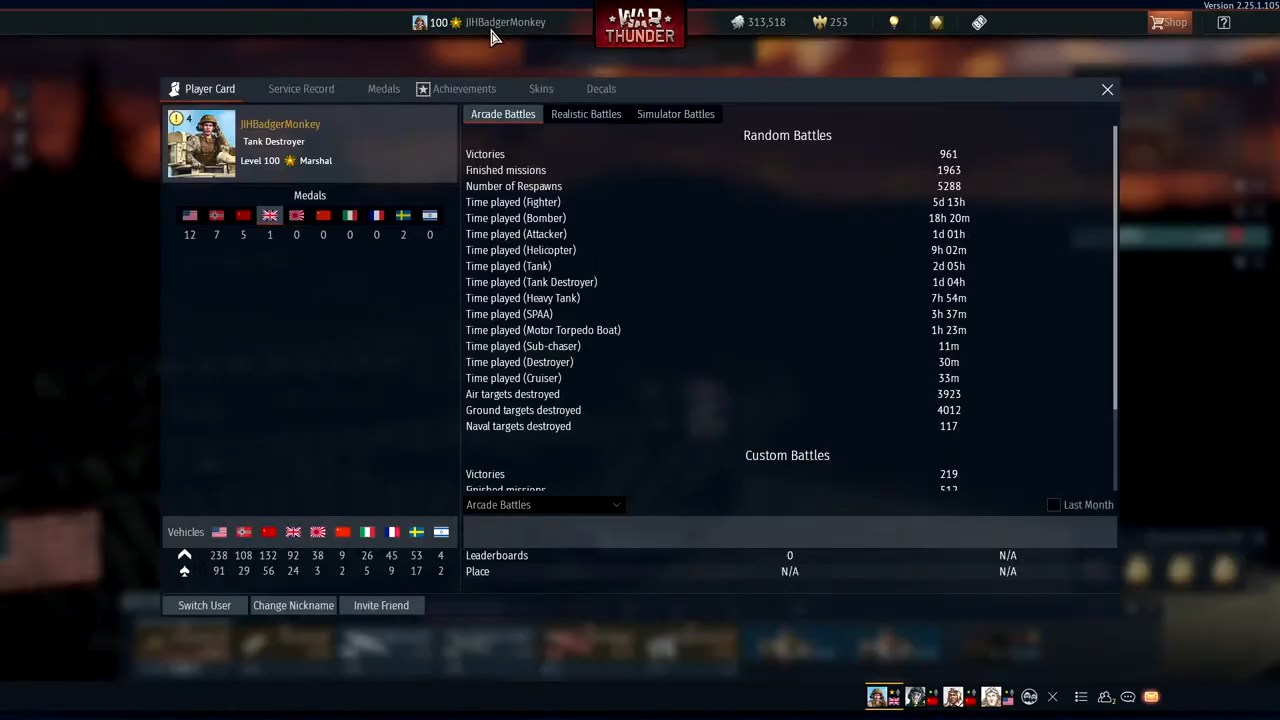 Version 2.25.1.105
100 JIHBadgerMonkey
WAR THUNDER
313,518
253
Shop
Player Card Service Record Medals Achievements Skins Decals
4
JIHBadgerMonkey
Tank Destroyer
Level 100 Marshal
Medals
12 7 5 1 0 0 0 0 2 0
Arcade Battles Realistic Battles Simulator Battles
Random Battles
Victories 961
Finished missions 1963
Number of Respawns 5288
Time played (Fighter) 5d 13h
Time played (Bomber) 18h 20m
Time played (Attacker) 1d 01h
Time played (Helicopter) 9h 02m
Time played (Tank) 2d 05h
Time played (Tank Destroyer) 1d 04h
Time played (Heavy Tank) 7h 54m
Time played (SPAA) 3h 37m
Time played (Motor Torpedo Boat) 1h 23m
Time played (Sub-chaser) 11m
Time played (Destroyer) 30m
Time played (Cruiser) 33m
Air targets destroyed 3923
Ground targets destroyed 4012
Naval targets destroyed 117
Custom Battles
Victories 219
Finished missions 512
Arcade Battles Last Month
Vehicles
238 108 132 92 38 9 26 45 53 4
91 29 56 24 3 2 5 9 17 2
Leaderboards 0 N/A
Place N/A N/A
Switch User Change Nickname Invite Friend
2